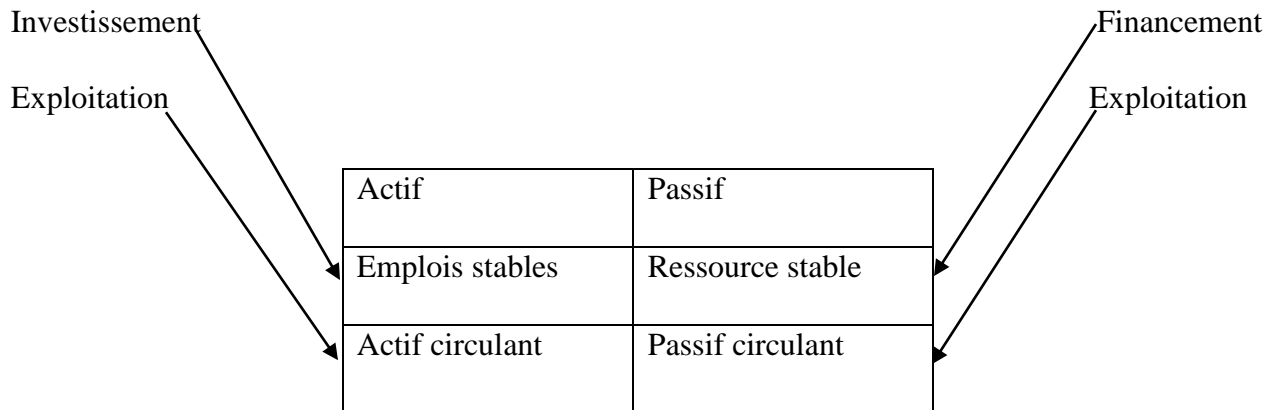 Investissement Financement
Exploitation Exploitation
Actif Passif
Emplois stables Ressource stable
Actif circulant Passif circulant